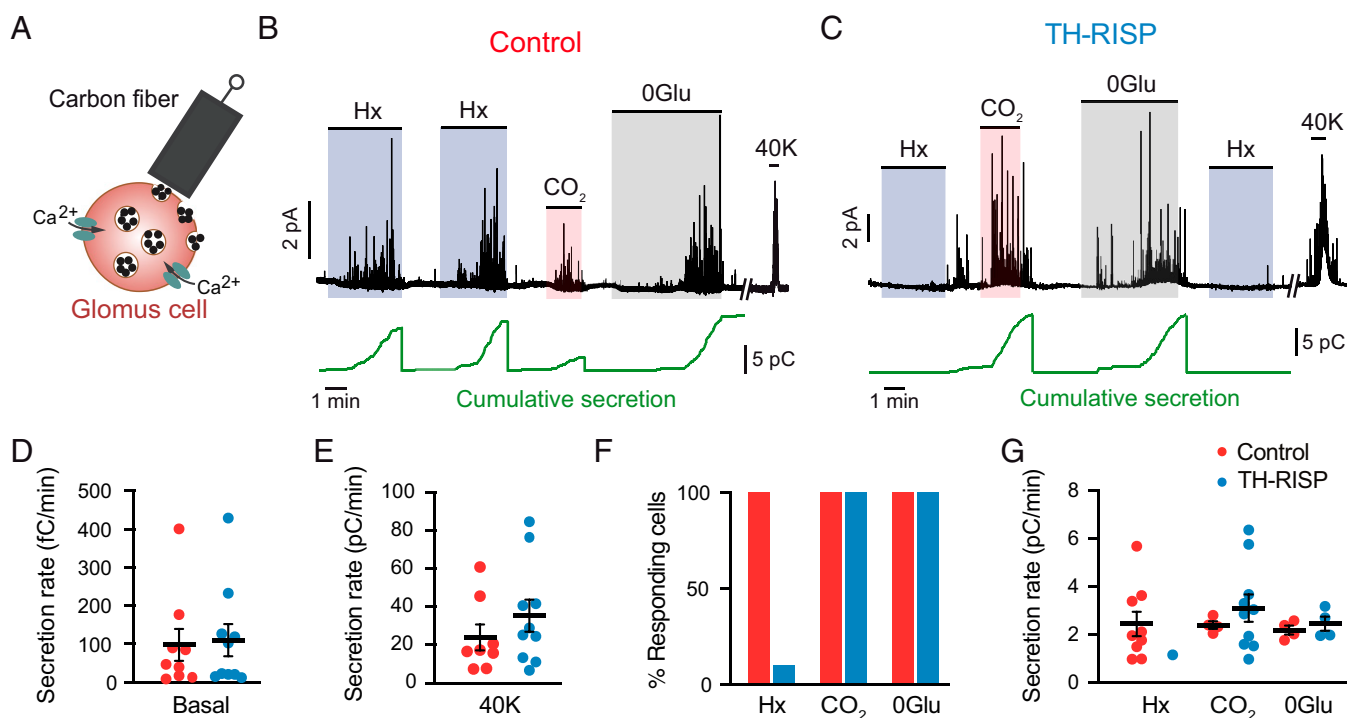 A
Carbon fiber
Ca2+
Ca2+
Glomus cell
B
Control
Hx
Hx
CO2
0Glu
40K
2 pA
5 pC
1 min
Cumulative secretion
C
TH-RISP
Hx
CO2
0Glu
Hx
40K
2 pA
5 pC
1 min
Cumulative secretion
D
Secretion rate (fC/min)
500
400
300
200
100
0
Basal
E
Secretion rate (pC/min)
100
80
60
40
20
0
40K
F
% Responding cells
100
50
0
Hx
CO2
0Glu
G
Control
TH-RISP
Secretion rate (pC/min)
8
6
4
2
0
Hx
CO2
0Glu